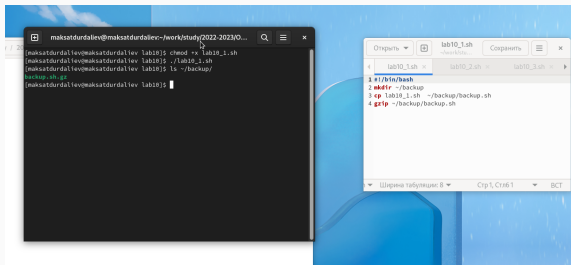 maksatdurdaliev@maksatdurdaliev:~/work/study/2022-2023/О...
[maksatdurdaliev@maksatdurdaliev lab10]$ chmod +x lab10_1.sh
[maksatdurdaliev@maksatdurdaliev lab10]$ ./lab10_1.sh
[maksatdurdaliev@maksatdurdaliev lab10]$ ls ~/backup/
backup.sh.gz
[maksatdurdaliev@maksatdurdaliev lab10]$
Открыть lab10_1.sh Сохранить
lab10_1.sh × lab10_2.sh × lab10_3.sh ×
1 #!/bin/bash
2 mkdir ~/backup
3 cp lab10_1.sh ~/backup/backup.sh
4 gzip ~/backup/backup.sh
Ширина табуляции: 8 Стр 1, Стлб 1 ВСТ